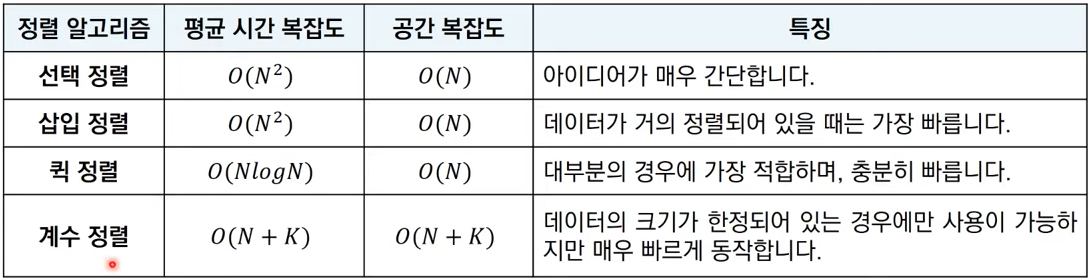 정렬 알고리즘 평균 시간 복잡도 공간 복잡도 특징
선택 정렬 O(N²) O(N) 아이디어가 매우 간단합니다.
삽입 정렬 O(N²) O(N) 데이터가 거의 정렬되어 있을 때는 가장 빠릅니다.
퀵 정렬 O(NlogN) O(N) 대부분의 경우에 가장 적합하며, 충분히 빠릅니다.
계수 정렬 O(N + K) O(N + K) 데이터의 크기가 한정되어 있는 경우에만 사용이 가능하
지만 매우 빠르게 동작합니다.